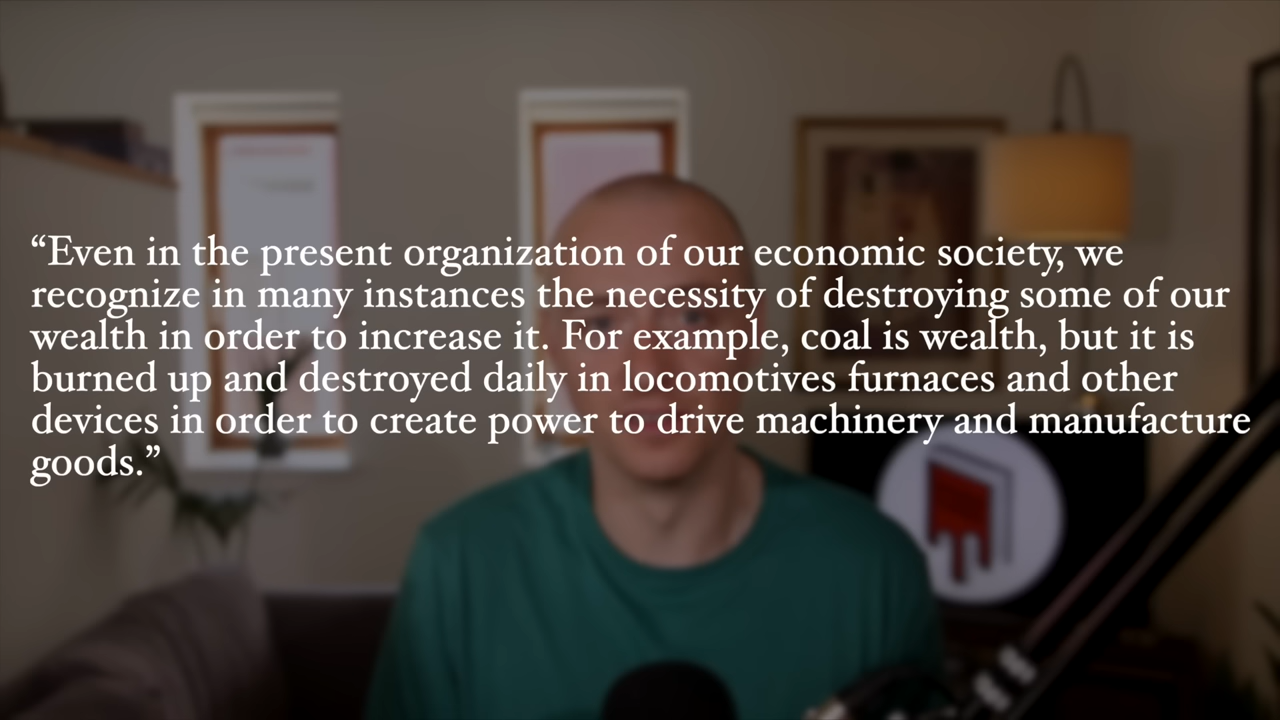 “Even in the present organization of our economic society, we
recognize in many instances the necessity of destroying some of our
wealth in order to increase it. For example, coal is wealth, but it is
burned up and destroyed daily in locomotives furnaces and other
devices in order to create power to drive machinery and manufacture
goods.”